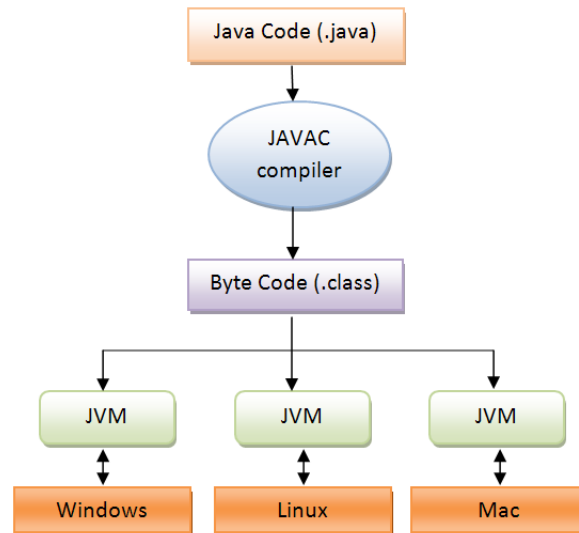 Java Code (.java)
JAVAC
compiler
Byte Code (.class)
JVM
JVM
JVM
Windows
Linux
Mac